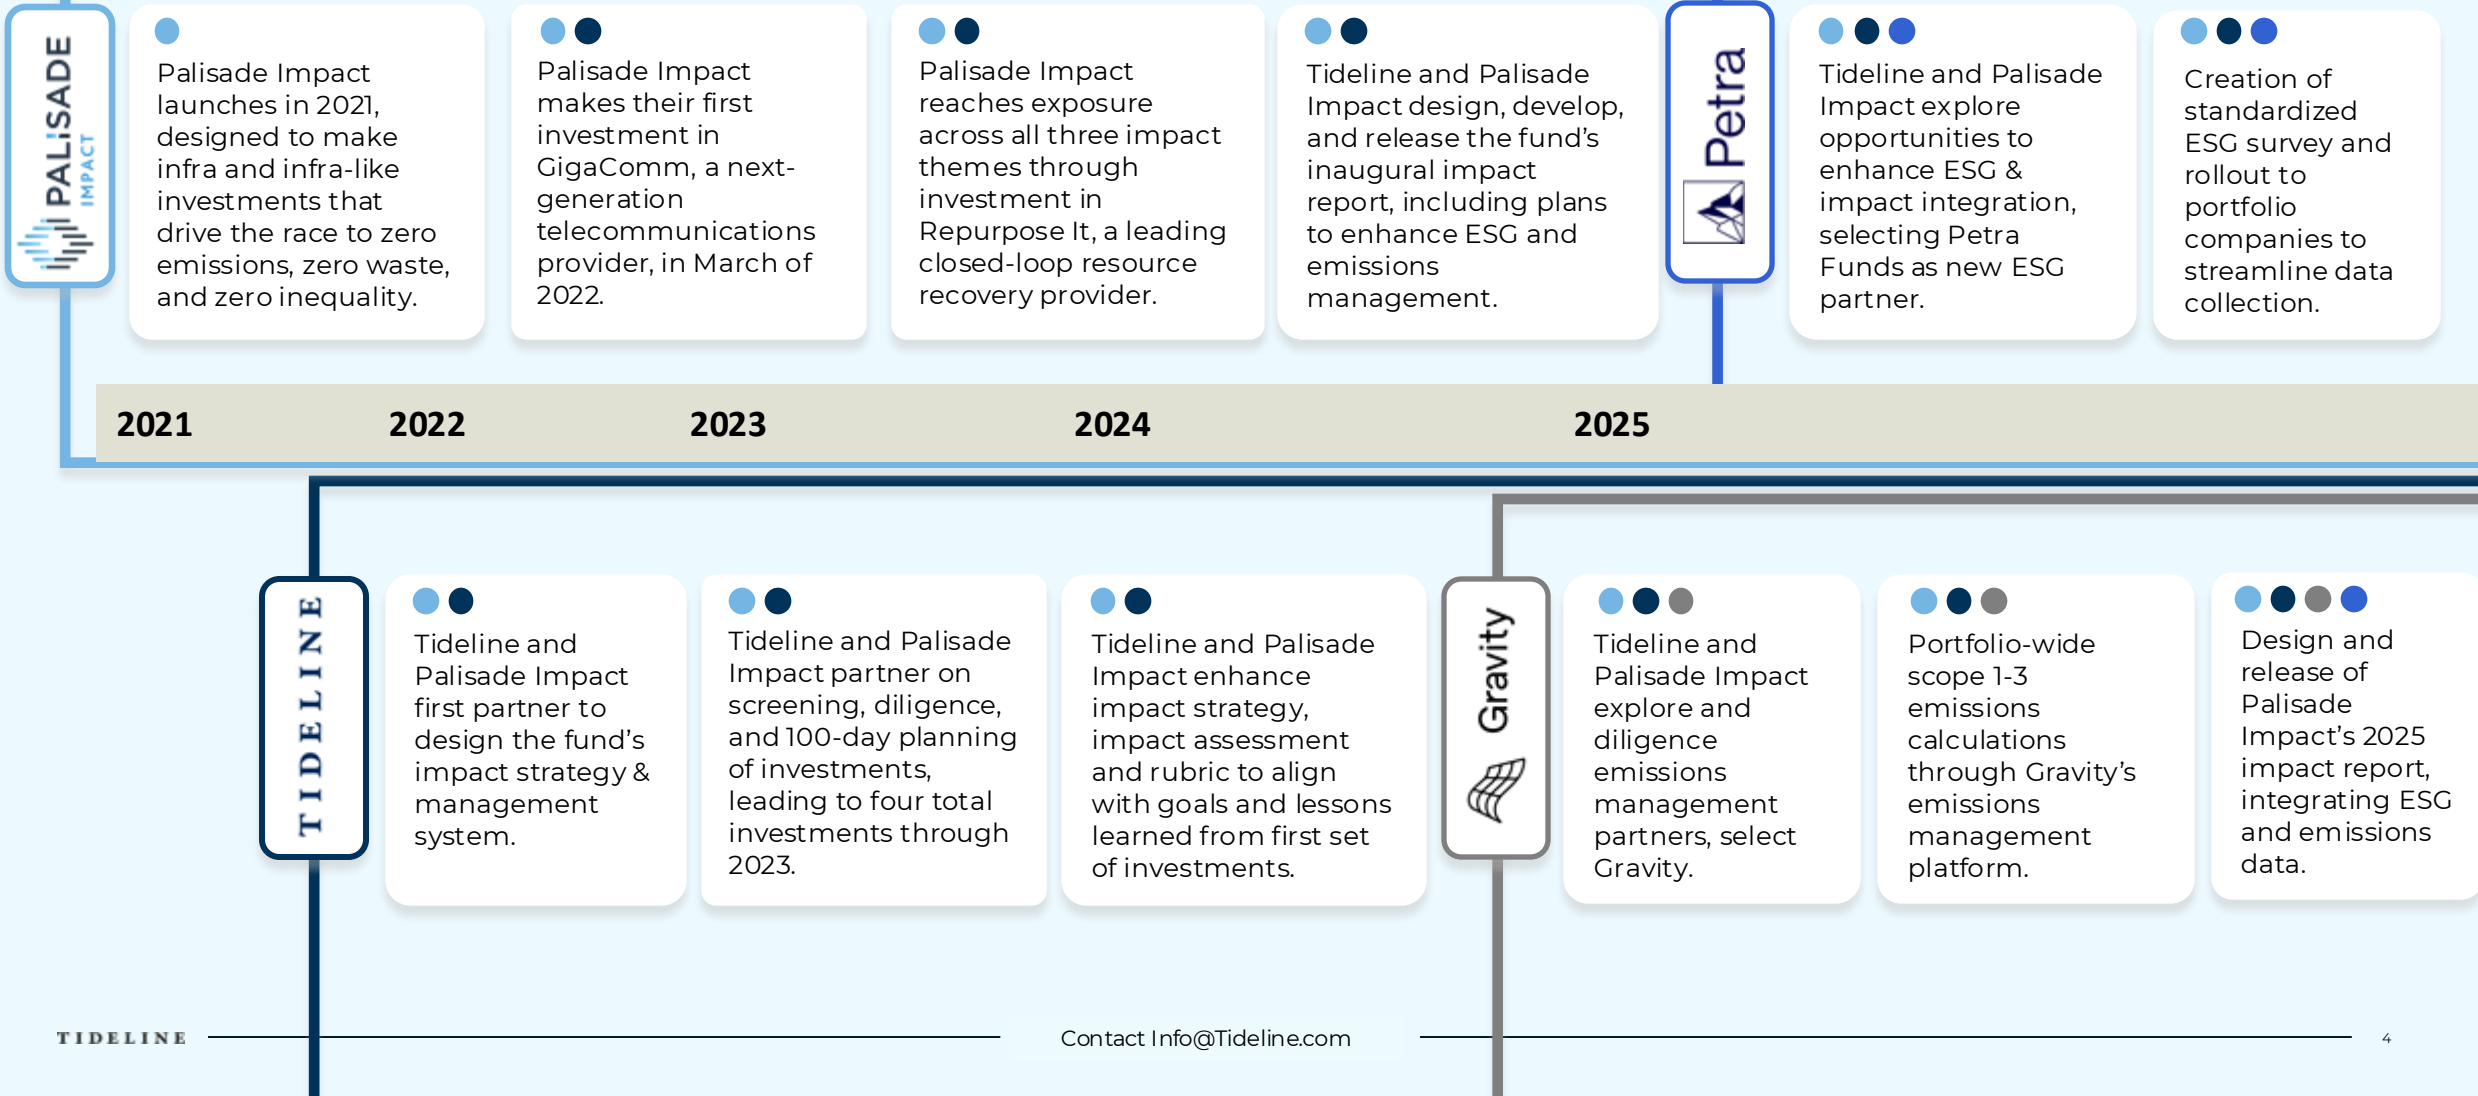 PALISADE
IMPACT
Palisade Impact
launches in 2021,
designed to make
infra and infra-like
investments that
drive the race to zero
emissions, zero waste,
and zero inequality.
Palisade Impact
makes their first
investment in
GigaComm, a next-
generation
telecommunications
provider, in March of
2022.
Palisade Impact
reaches exposure
across all three impact
themes through
investment in
Repurpose It, a leading
closed-loop resource
recovery provider.
Tideline and Palisade
Impact design, develop,
and release the fund’s
inaugural impact
report, including plans
to enhance ESG and
emissions
management.
Petra
Tideline and Palisade
Impact explore
opportunities to
enhance ESG &
impact integration,
selecting Petra
Funds as new ESG
partner.
Creation of
standardized
ESG survey and
rollout to
portfolio
companies to
streamline data
collection.
2021
2022
2023
2024
2025
TIDELINE
Tideline and
Palisade Impact
first partner to
design the fund’s
impact strategy &
management
system.
Tideline and Palisade
Impact partner on
screening, diligence,
and 100-day planning
of investments,
leading to four total
investments through
2023.
Tideline and Palisade
Impact enhance
impact strategy,
impact assessment
and rubric to align
with goals and lessons
learned from first set
of investments.
Gravity
Tideline and
Palisade Impact
explore and
diligence
emissions
management
partners, select
Gravity.
Portfolio-wide
scope 1-3
emissions
calculations
through Gravity’s
emissions
management
platform.
Design and
release of
Palisade
Impact’s 2025
impact report,
integrating ESG
and emissions
data.
TIDELINE
Contact Info@Tideline.com
4